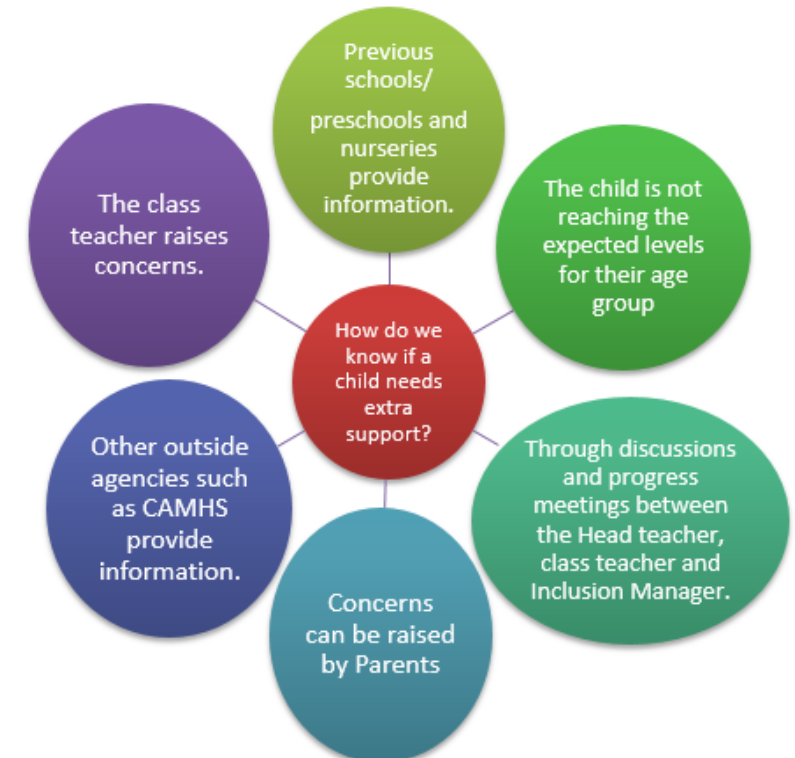 Previous
schools/
preschools and
nurseries
provide
information.
The child is not
reaching the
expected levels
for their age
group
Through discussions
and progress
meetings between
the Head teacher,
class teacher and
Inclusion Manager.
Concerns
can be raised
by Parents
Other outside
agencies such
as CAMHS
provide
information.
The class
teacher raises
concerns.
How do we
know if a
child needs
extra
support?